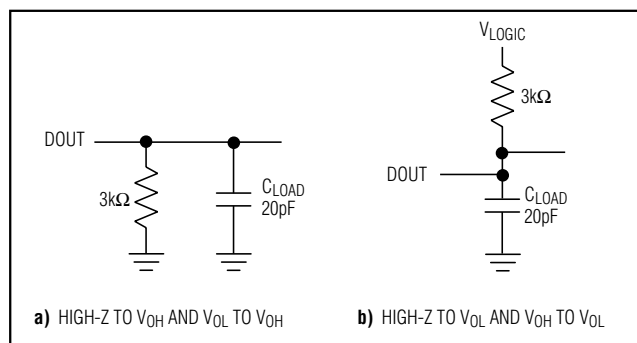 DOUT
3kΩ
CLOAD
20pF
a) HIGH-Z TO VOH AND VOL TO VOH
VLOGIC
3kΩ
DOUT
CLOAD
20pF
b) HIGH-Z TO VOL AND VOH TO VOL